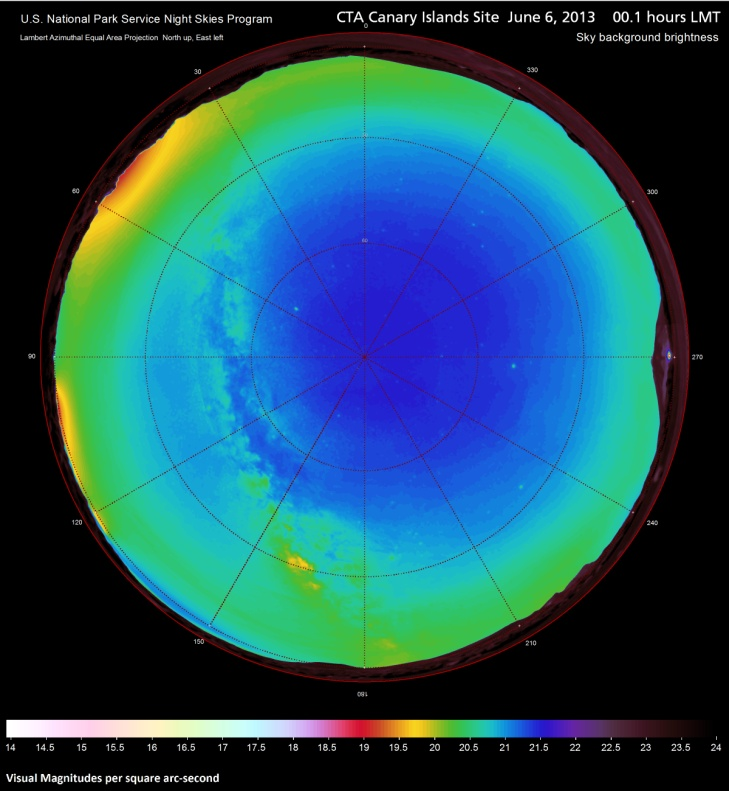 U.S. National Park Service Night Skies Program
CTA Canary Islands Site June 6, 2013 00.1 hours LMT
Lambert Azimuthal Equal Area Projection North up, East left
Sky background brightness
0
30
330
60
300
60
90
270
120
240
150
210
180
14 14.5 15 15.5 16 16.5 17 17.5 18 18.5 19 19.5 20 20.5 21 21.5 22 22.5 23 23.5 24
Visual Magnitudes per square arc-second